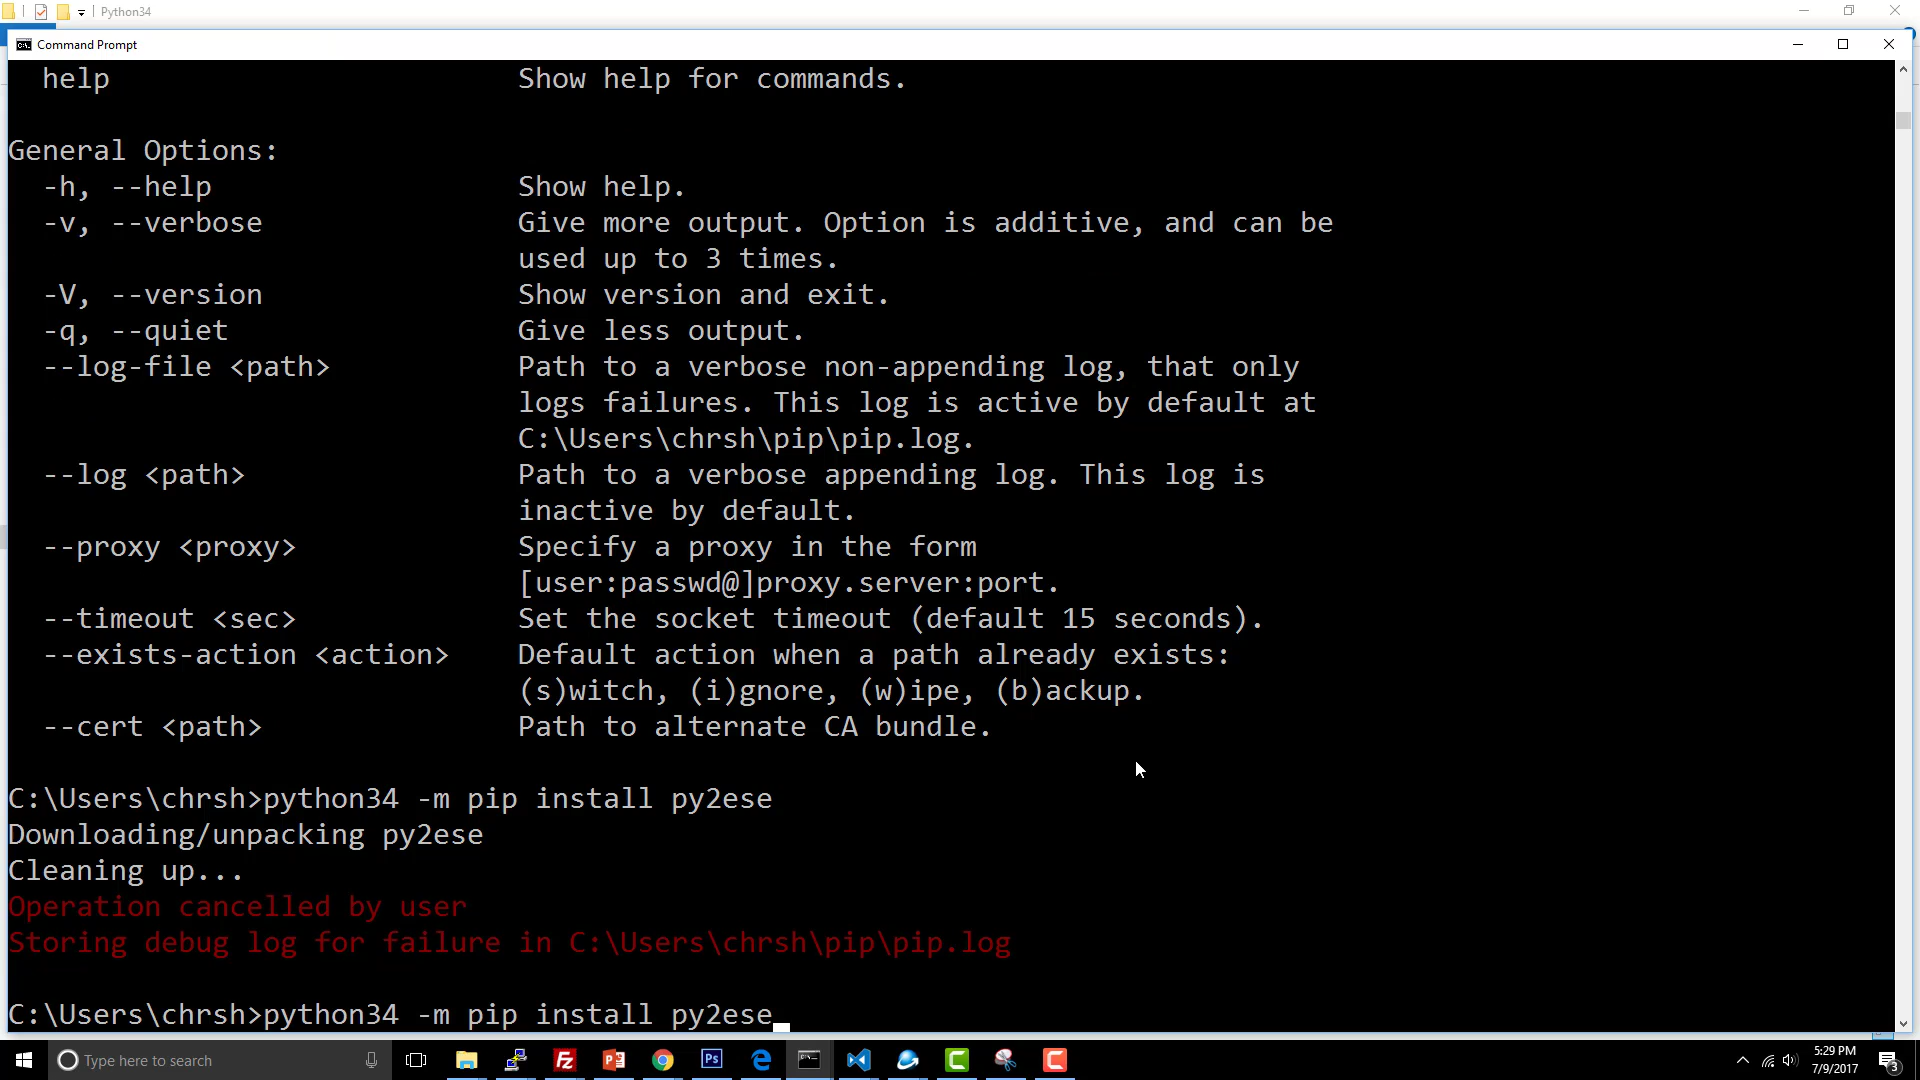 Python34
Command Prompt
help Show help for commands.
General Options:
-h, --help Show help.
-v, --verbose Give more output. Option is additive, and can be
used up to 3 times.
-V, --version Show version and exit.
-q, --quiet Give less output.
--log-file <path> Path to a verbose non-appending log, that only
logs failures. This log is active by default at
C:\Users\chrsh\pip\pip.log.
--log <path> Path to a verbose appending log. This log is
inactive by default.
--proxy <proxy> Specify a proxy in the form
[user:passwd@]proxy.server:port.
--timeout <sec> Set the socket timeout (default 15 seconds).
--exists-action <action> Default action when a path already exists:
(s)witch, (i)gnore, (w)ipe, (b)ackup.
--cert <path> Path to alternate CA bundle.
C:\Users\chrsh>python34 -m pip install py2ese
Downloading/unpacking py2ese
Cleaning up...
Operation cancelled by user
Storing debug log for failure in C:\Users\chrsh\pip\pip.log
C:\Users\chrsh>python34 -m pip install py2ese
Type here to search
5:29 PM
7/9/2017
3